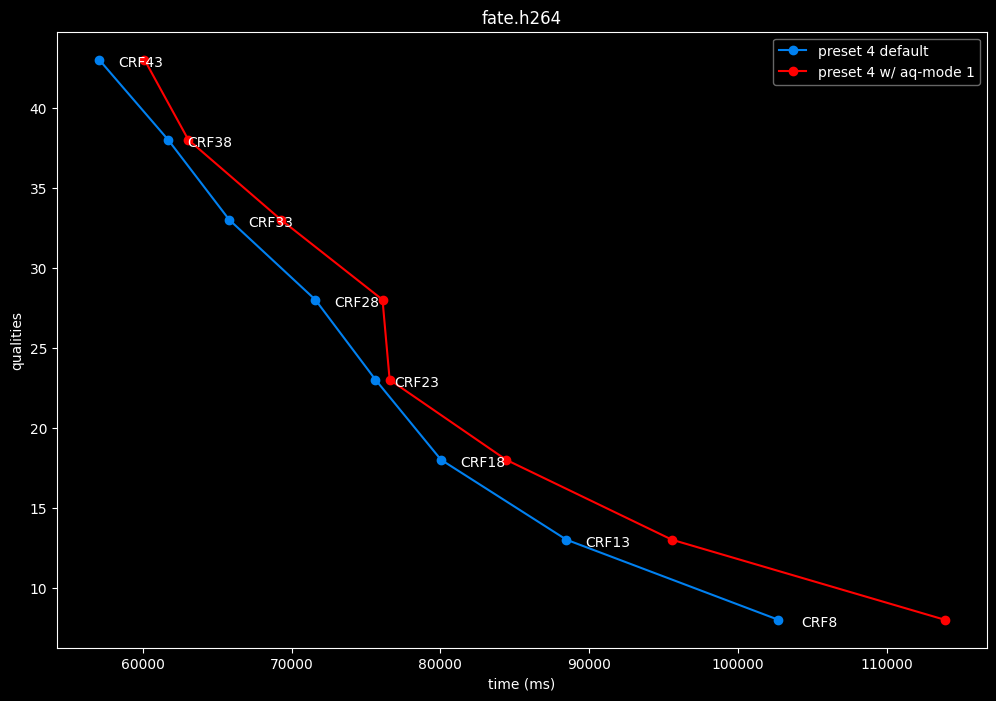 fate.h264
preset 4 default
preset 4 w/ aq-mode 1
CRF43
CRF38
CRF33
CRF28
CRF23
CRF18
CRF13
CRF8
qualities
40
35
30
25
20
15
10
60000 70000 80000 90000 100000 110000
time (ms)